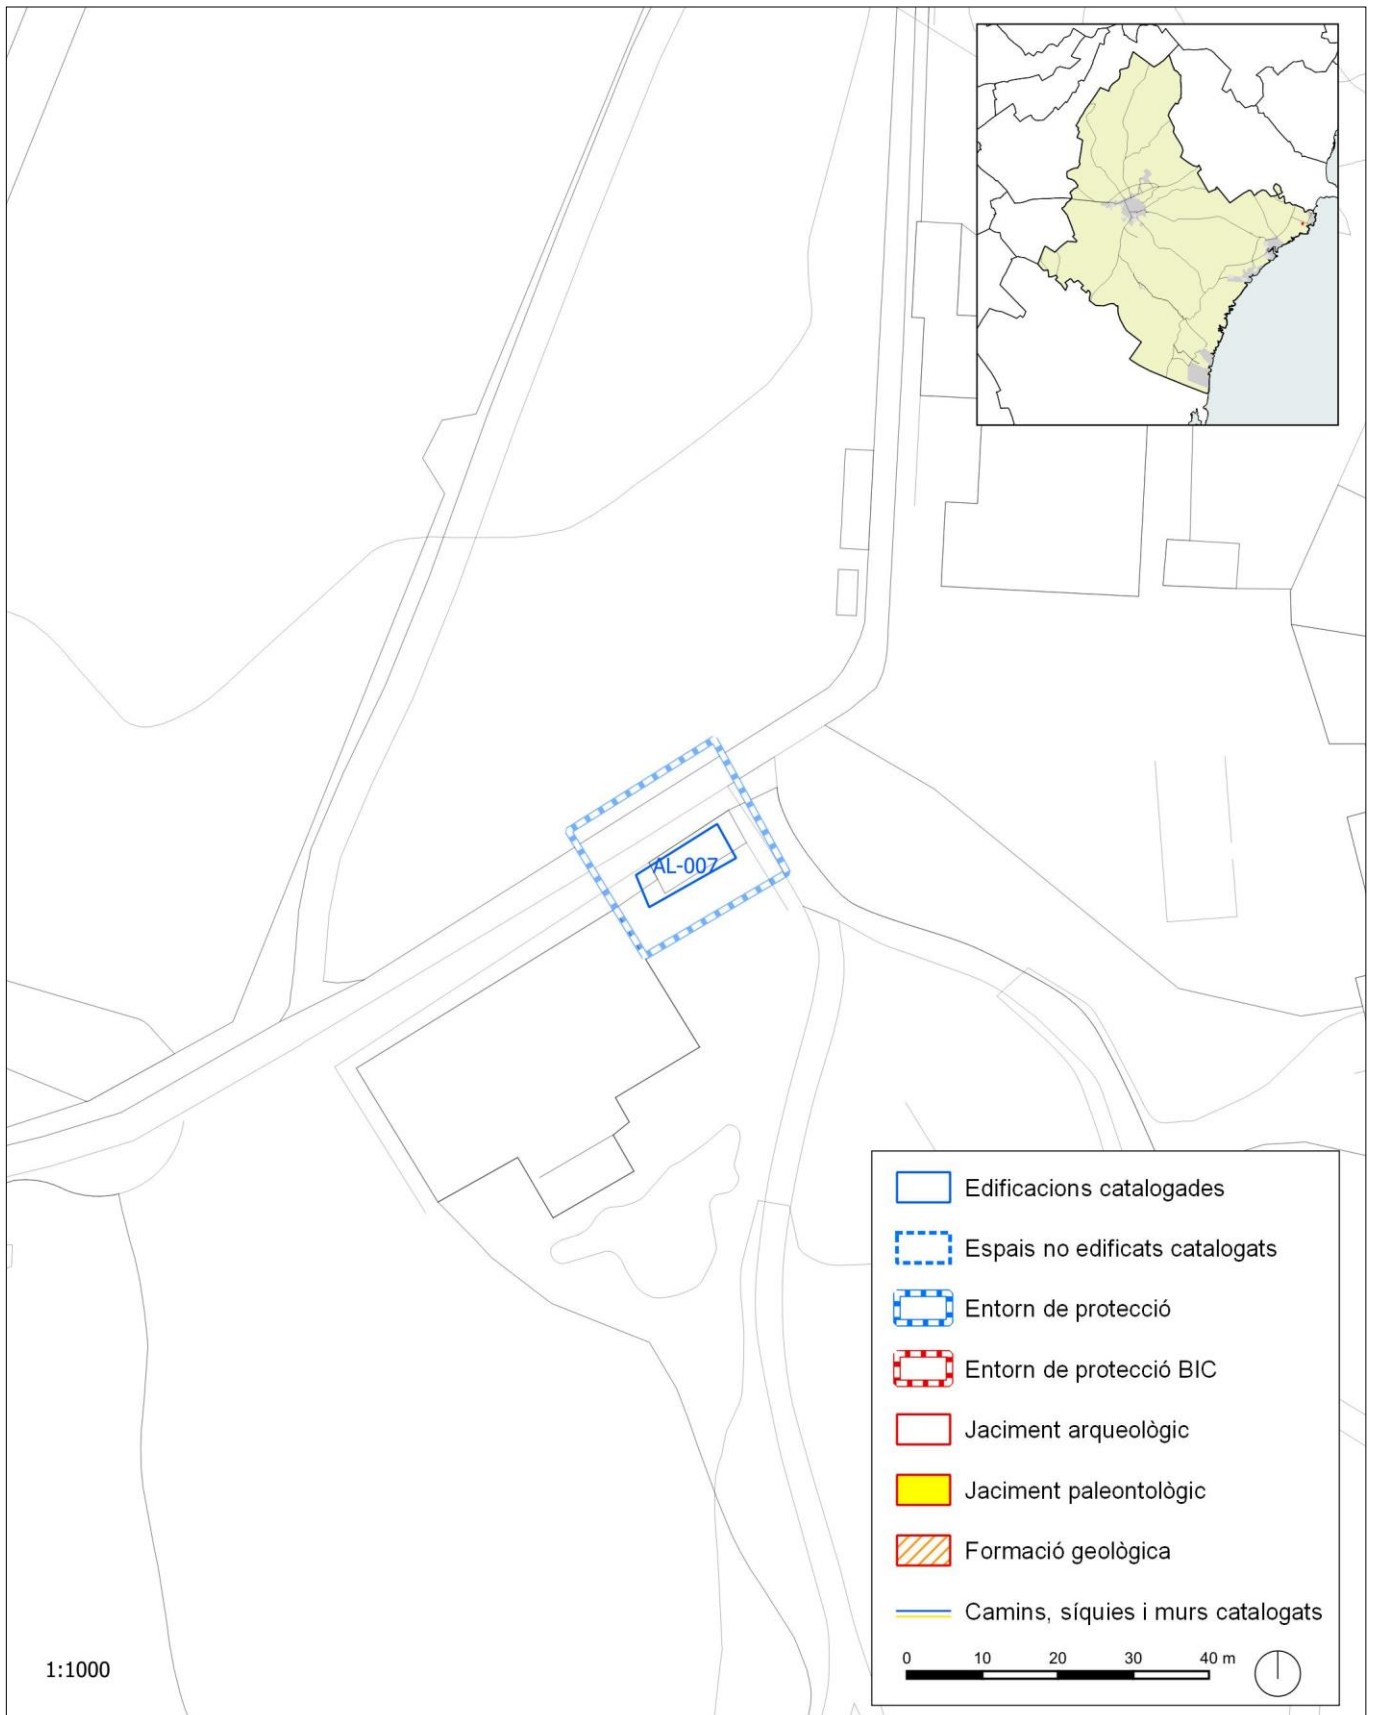 AL-007
Edificacions catalogades
Espais no edificats catalogats
Entorn de protecció
Entorn de protecció BIC
Jaciment arqueològic
Jaciment paleontològic
Formació geològica
Camins, síquies i murs catalogats
0 10 20 30 40 m
1:1000